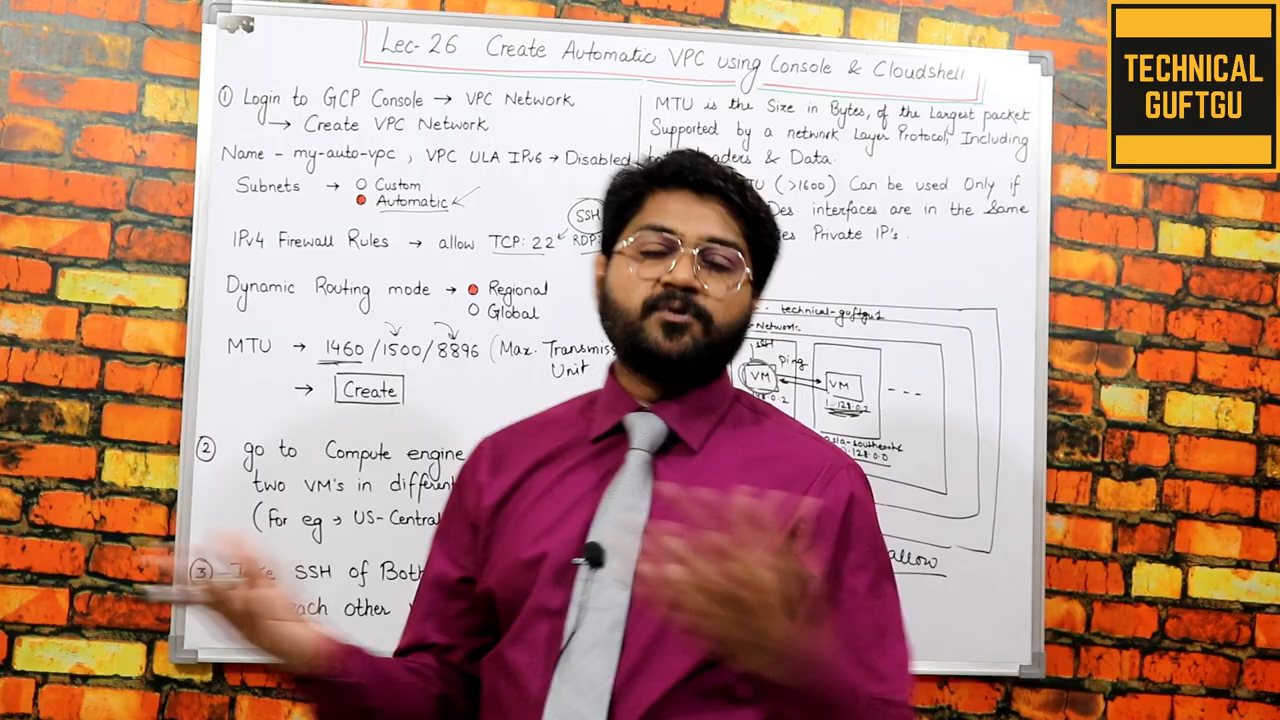 Lec-26 Create Automatic VPC using Console & Cloudshell
① Login to GCP Console → VPC Network
→ Create VPC Network
Name - my-auto-vpc , VPC ULA IPv6 → Disabled
Subnets → Custom
Automatic
IPv4 Firewall Rules → allow TCP: 22
SSH
RDP:
Dynamic Routing mode → Regional
Global
MTU → 1460 / 1500 / 8896 (Max. Transmiss
Unit
→ Create
② go to Compute engine
two VM's in different
(For eg → US-Central
③ SSH of Both
each other
MTU is the Size in Bytes, of the Largest packet
Supported by a network Layer Protocol, Including
& Data.
(>1600) Can be used Only if
Des. interfaces are in the Same
Private IP's.
technical-guftgu1
Network
SSH
Ping
VM
VM
allow
TECHNICAL
GUFTGU